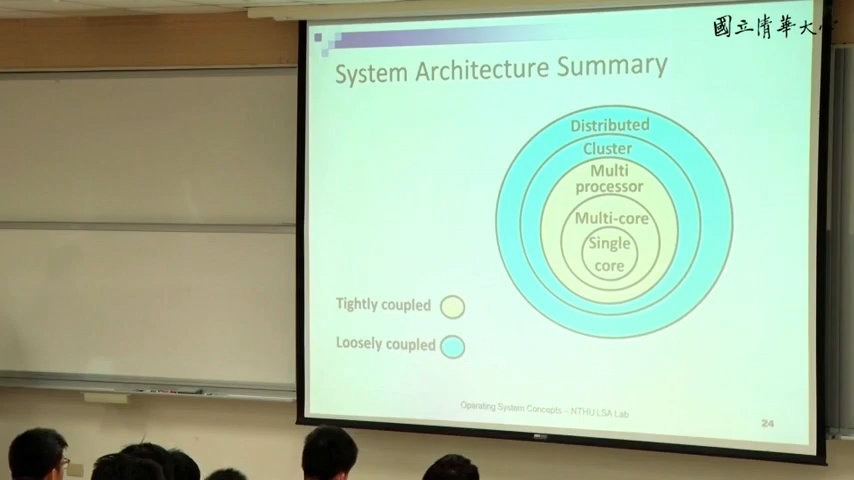 國立清華大
System Architecture Summary
Distributed
Cluster
Multi
processor
Multi-core
Single
core
Tightly coupled
Loosely coupled
Operating System Concepts – NTHU LSA Lab
24